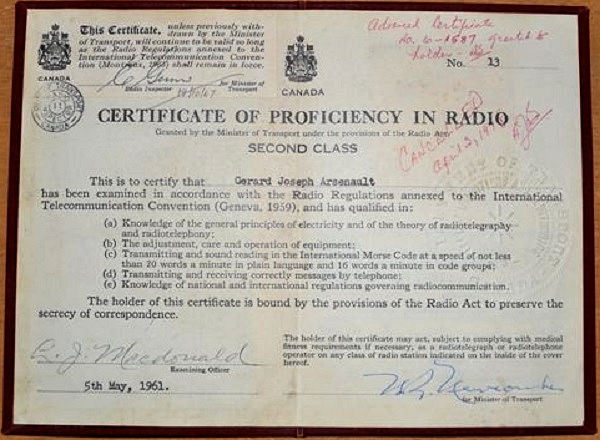 This Certificate, unless previously with-
drawn by the Minister
of Transport, will continue to be valid so long
as the Radio Regulations annexed to the
International Telecommunication Conven-
tion (Montreux, 1965) shall remain in force.
CANADA
Radio Inspector
for Minister of
Transport
CANADA
Advanced Certificate
granted to
holder
No. 13
CERTIFICATE OF PROFICIENCY IN RADIO
Granted by the Minister of Transport under the provisions of the Radio Act
SECOND CLASS
CANCELLED
This is to certify that Gerard Joseph Arsenault
has been examined in accordance with the Radio Regulations annexed to the International
Telecommunication Convention (Geneva, 1959), and has qualified in:
(a) Knowledge of the general principles of electricity and of the theory of radiotelegraphy
and radiotelephony;
(b) The adjustment, care and operation of equipment;
(c) Transmitting and sound reading in the International Morse Code at a speed of not less
than 20 words a minute in plain language and 16 words a minute in code groups;
(d) Transmitting and receiving correctly messages by telephone;
(e) Knowledge of national and international regulations governing radiocommunication.
The holder of this certificate is bound by the provisions of the Radio Act to preserve the
secrecy of correspondence.
E. J. Macdonald
Examining Officer
5th May, 1961.
The holder of this certificate may act, subject to complying with medical
fitness requirements if necessary, as a radiotelegraph or radiotelephone
operator on any class of radio station indicated on the inside of the cover
hereof.
for Minister of Transport